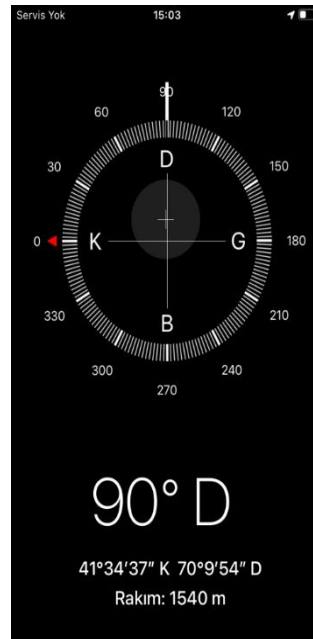 Servis Yok 15:03
90
60 120
D
30 150
0 K G 180
330 210
B
300 240
270
90° D
41°34'37" K 70°9'54" D
Rakım: 1540 m